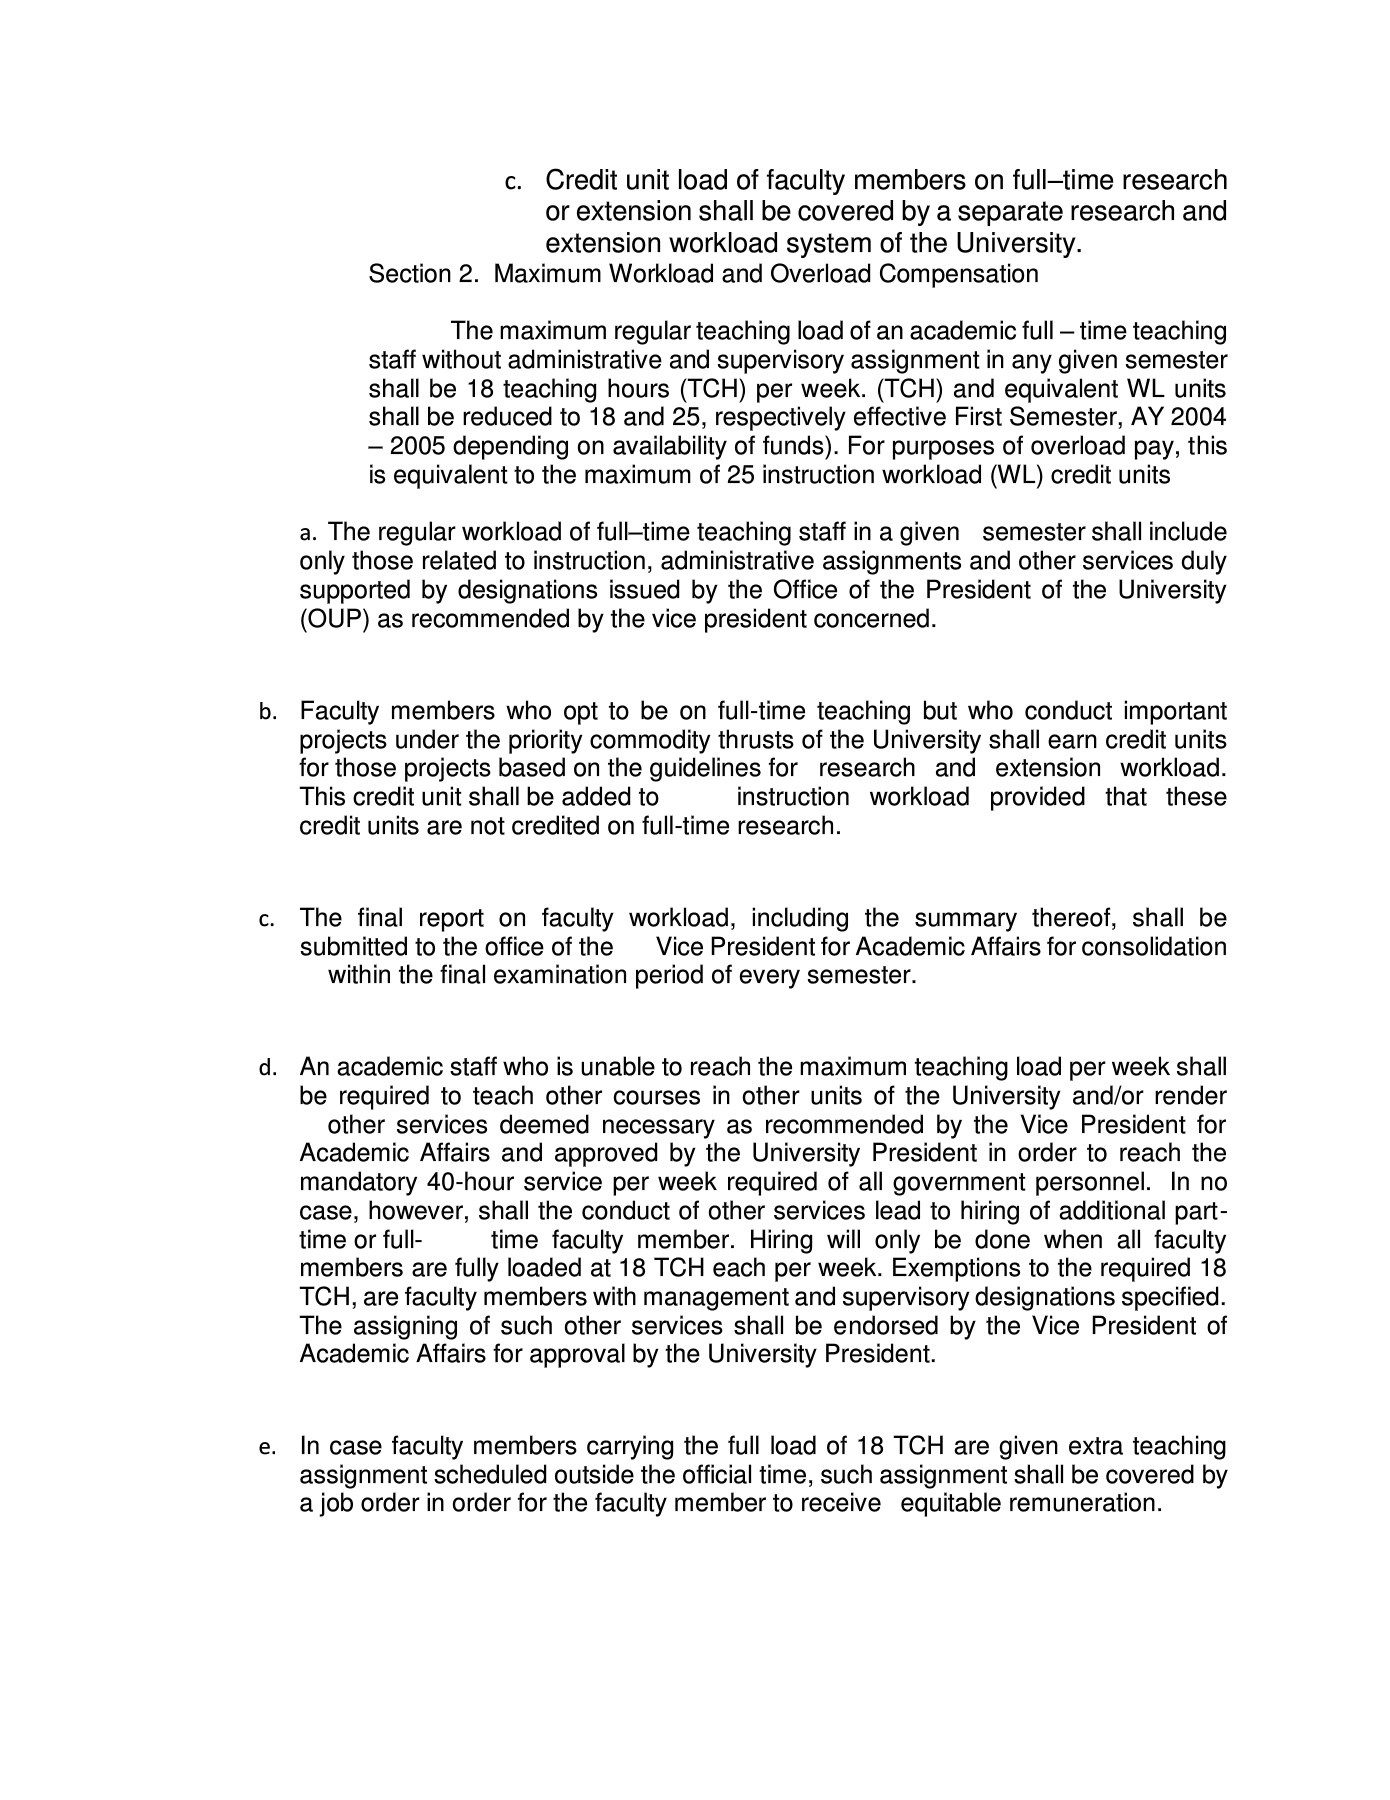 c. Credit unit load of faculty members on full–time research
or extension shall be covered by a separate research and
extension workload system of the University.
Section 2. Maximum Workload and Overload Compensation
The maximum regular teaching load of an academic full – time teaching
staff without administrative and supervisory assignment in any given semester
shall be 18 teaching hours (TCH) per week. (TCH) and equivalent WL units
shall be reduced to 18 and 25, respectively effective First Semester, AY 2004
– 2005 depending on availability of funds). For purposes of overload pay, this
is equivalent to the maximum of 25 instruction workload (WL) credit units
a. The regular workload of full–time teaching staff in a given semester shall include
only those related to instruction, administrative assignments and other services duly
supported by designations issued by the Office of the President of the University
(OUP) as recommended by the vice president concerned.
b. Faculty members who opt to be on full-time teaching but who conduct important
projects under the priority commodity thrusts of the University shall earn credit units
for those projects based on the guidelines for research and extension workload.
This credit unit shall be added to instruction workload provided that these
credit units are not credited on full-time research.
c. The final report on faculty workload, including the summary thereof, shall be
submitted to the office of the Vice President for Academic Affairs for consolidation
within the final examination period of every semester.
d. An academic staff who is unable to reach the maximum teaching load per week shall
be required to teach other courses in other units of the University and/or render
other services deemed necessary as recommended by the Vice President for
Academic Affairs and approved by the University President in order to reach the
mandatory 40-hour service per week required of all government personnel. In no
case, however, shall the conduct of other services lead to hiring of additional part-
time or full- time faculty member. Hiring will only be done when all faculty
members are fully loaded at 18 TCH each per week. Exemptions to the required 18
TCH, are faculty members with management and supervisory designations specified.
The assigning of such other services shall be endorsed by the Vice President of
Academic Affairs for approval by the University President.
e. In case faculty members carrying the full load of 18 TCH are given extra teaching
assignment scheduled outside the official time, such assignment shall be covered by
a job order in order for the faculty member to receive equitable remuneration.